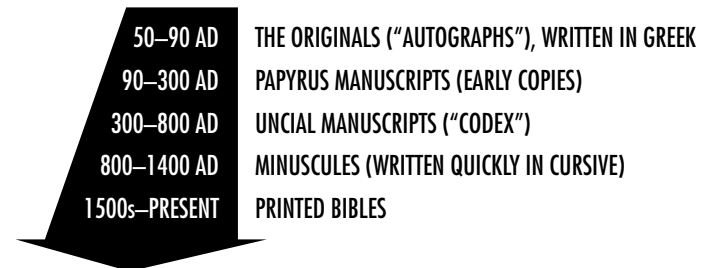 50–90 AD THE ORIGINALS (“AUTOGRAPHS”), WRITTEN IN GREEK
90–300 AD PAPYRUS MANUSCRIPTS (EARLY COPIES)
300–800 AD UNCIAL MANUSCRIPTS (“CODEX”)
800–1400 AD MINUSCULES (WRITTEN QUICKLY IN CURSIVE)
1500s–PRESENT PRINTED BIBLES